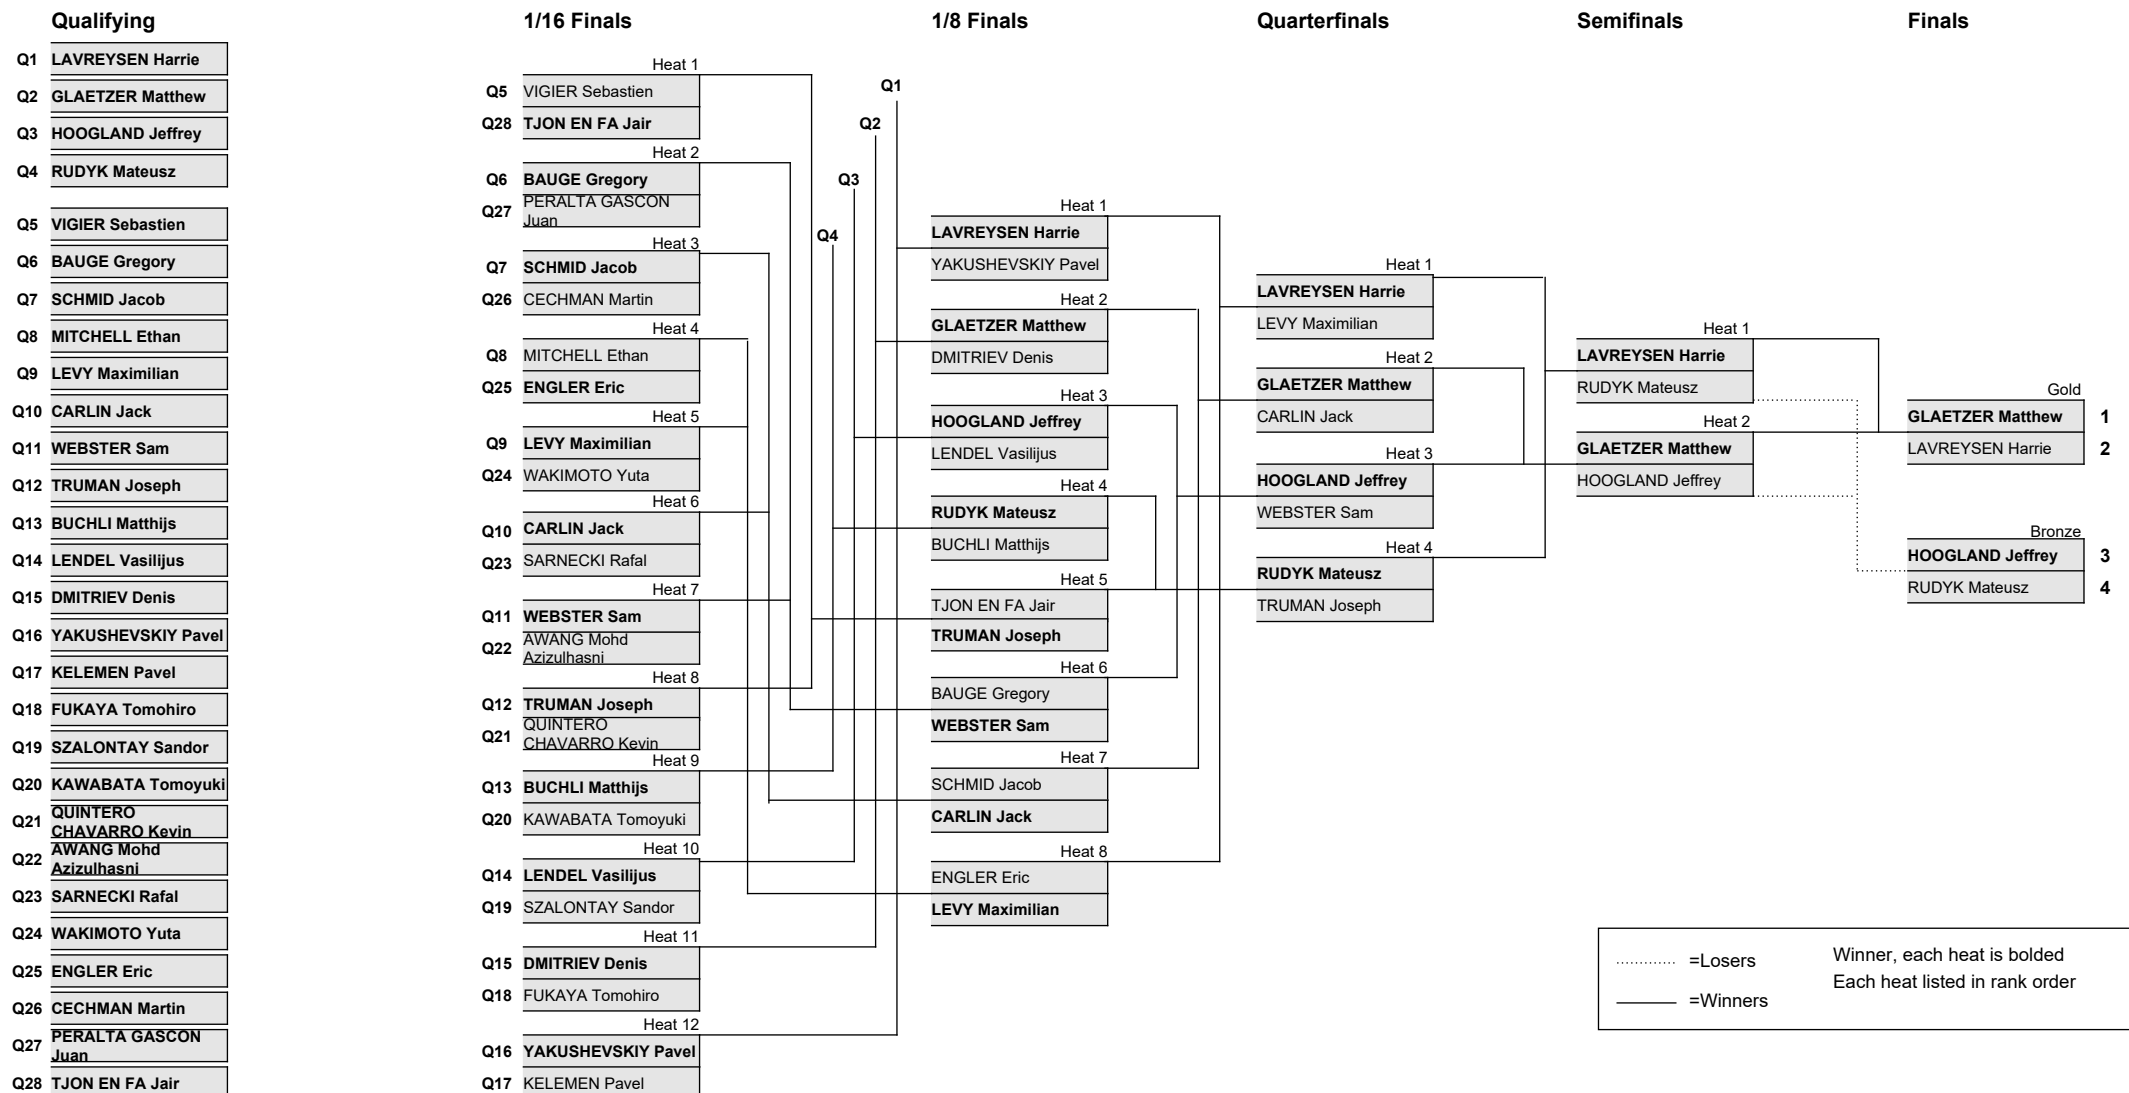 Qualifying
Q1 LAVREYSEN Harrie
Q2 GLAETZER Matthew
Q3 HOOGLAND Jeffrey
Q4 RUDYK Mateusz
Q5 VIGIER Sebastien
Q6 BAUGE Gregory
Q7 SCHMID Jacob
Q8 MITCHELL Ethan
Q9 LEVY Maximilian
Q10 CARLIN Jack
Q11 WEBSTER Sam
Q12 TRUMAN Joseph
Q13 BUCHLI Matthijs
Q14 LENDEL Vasilijus
Q15 DMITRIEV Denis
Q16 YAKUSHEVSKIY Pavel
Q17 KELEMEN Pavel
Q18 FUKAYA Tomohiro
Q19 SZALONTAY Sandor
Q20 KAWABATA Tomoyuki
Q21 QUINTERO
CHAVARRO Kevin
Q22 AWANG Mohd
Azizulhasni
Q23 SARNECKI Rafal
Q24 WAKIMOTO Yuta
Q25 ENGLER Eric
Q26 CECHMAN Martin
Q27 PERALTA GASCON
Juan
Q28 TJON EN FA Jair
1/16 Finals
Heat 1
Q5 VIGIER Sebastien
Q28 TJON EN FA Jair
Heat 2
Q6 BAUGE Gregory
Q27 PERALTA GASCON
Juan
Heat 3
Q7 SCHMID Jacob
Q26 CECHMAN Martin
Heat 4
Q8 MITCHELL Ethan
Q25 ENGLER Eric
Heat 5
Q9 LEVY Maximilian
Q24 WAKIMOTO Yuta
Heat 6
Q10 CARLIN Jack
Q23 SARNECKI Rafal
Heat 7
Q11 WEBSTER Sam
Q22 AWANG Mohd
Azizulhasni
Heat 8
Q12 TRUMAN Joseph
Q21 QUINTERO
CHAVARRO Kevin
Heat 9
Q13 BUCHLI Matthijs
Q20 KAWABATA Tomoyuki
Heat 10
Q14 LENDEL Vasilijus
Q19 SZALONTAY Sandor
Heat 11
Q15 DMITRIEV Denis
Q18 FUKAYA Tomohiro
Heat 12
Q16 YAKUSHEVSKIY Pavel
Q17 KELEMEN Pavel
Q1
Q2
Q3
Q4
1/8 Finals
Heat 1
LAVREYSEN Harrie
YAKUSHEVSKIY Pavel
Heat 2
GLAETZER Matthew
DMITRIEV Denis
Heat 3
HOOGLAND Jeffrey
LENDEL Vasilijus
Heat 4
RUDYK Mateusz
BUCHLI Matthijs
Heat 5
TJON EN FA Jair
TRUMAN Joseph
Heat 6
BAUGE Gregory
WEBSTER Sam
Heat 7
SCHMID Jacob
CARLIN Jack
Heat 8
ENGLER Eric
LEVY Maximilian
Quarterfinals
Heat 1
LAVREYSEN Harrie
LEVY Maximilian
Heat 2
GLAETZER Matthew
CARLIN Jack
Heat 3
HOOGLAND Jeffrey
WEBSTER Sam
Heat 4
RUDYK Mateusz
TRUMAN Joseph
Semifinals
Heat 1
LAVREYSEN Harrie
RUDYK Mateusz
Heat 2
GLAETZER Matthew
HOOGLAND Jeffrey
Finals
Gold
GLAETZER Matthew 1
LAVREYSEN Harrie 2
Bronze
HOOGLAND Jeffrey 3
RUDYK Mateusz 4
=Losers
=Winners
Winner, each heat is bolded
Each heat listed in rank order